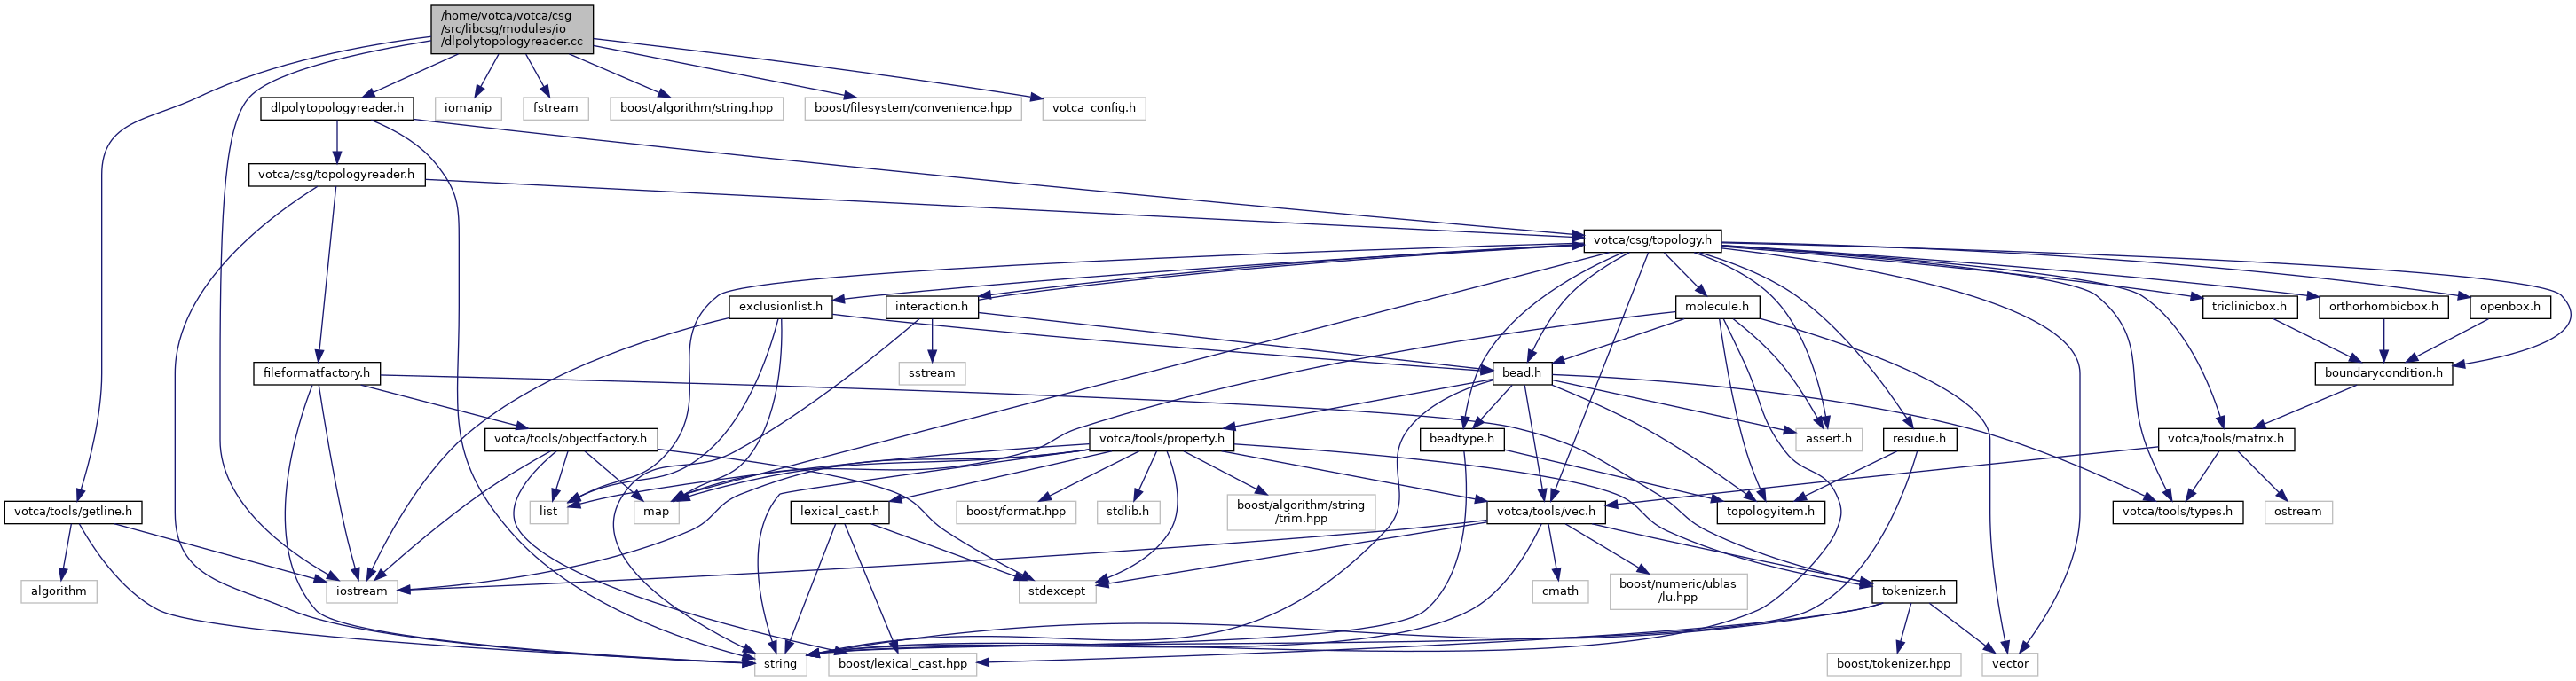 /home/votca/votca/csg
/src/libcsg/modules/io
/dlpolytopologyreader.cc
dlpolytopologyreader.h
iomanip
fstream
boost/algorithm/string.hpp
boost/filesystem/convenience.hpp
votca_config.h
votca/csg/topologyreader.h
votca/csg/topology.h
exclusionlist.h
interaction.h
molecule.h
triclinicbox.h
orthorhombicbox.h
openbox.h
fileformatfactory.h
sstream
bead.h
boundarycondition.h
votca/tools/objectfactory.h
votca/tools/property.h
beadtype.h
assert.h
residue.h
votca/tools/matrix.h
votca/tools/getline.h
list
map
lexical_cast.h
boost/format.hpp
stdlib.h
boost/algorithm/string
/trim.hpp
votca/tools/vec.h
topologyitem.h
votca/tools/types.h
ostream
algorithm
iostream
stdexcept
cmath
boost/numeric/ublas
/lu.hpp
tokenizer.h
string
boost/lexical_cast.hpp
boost/tokenizer.hpp
vector